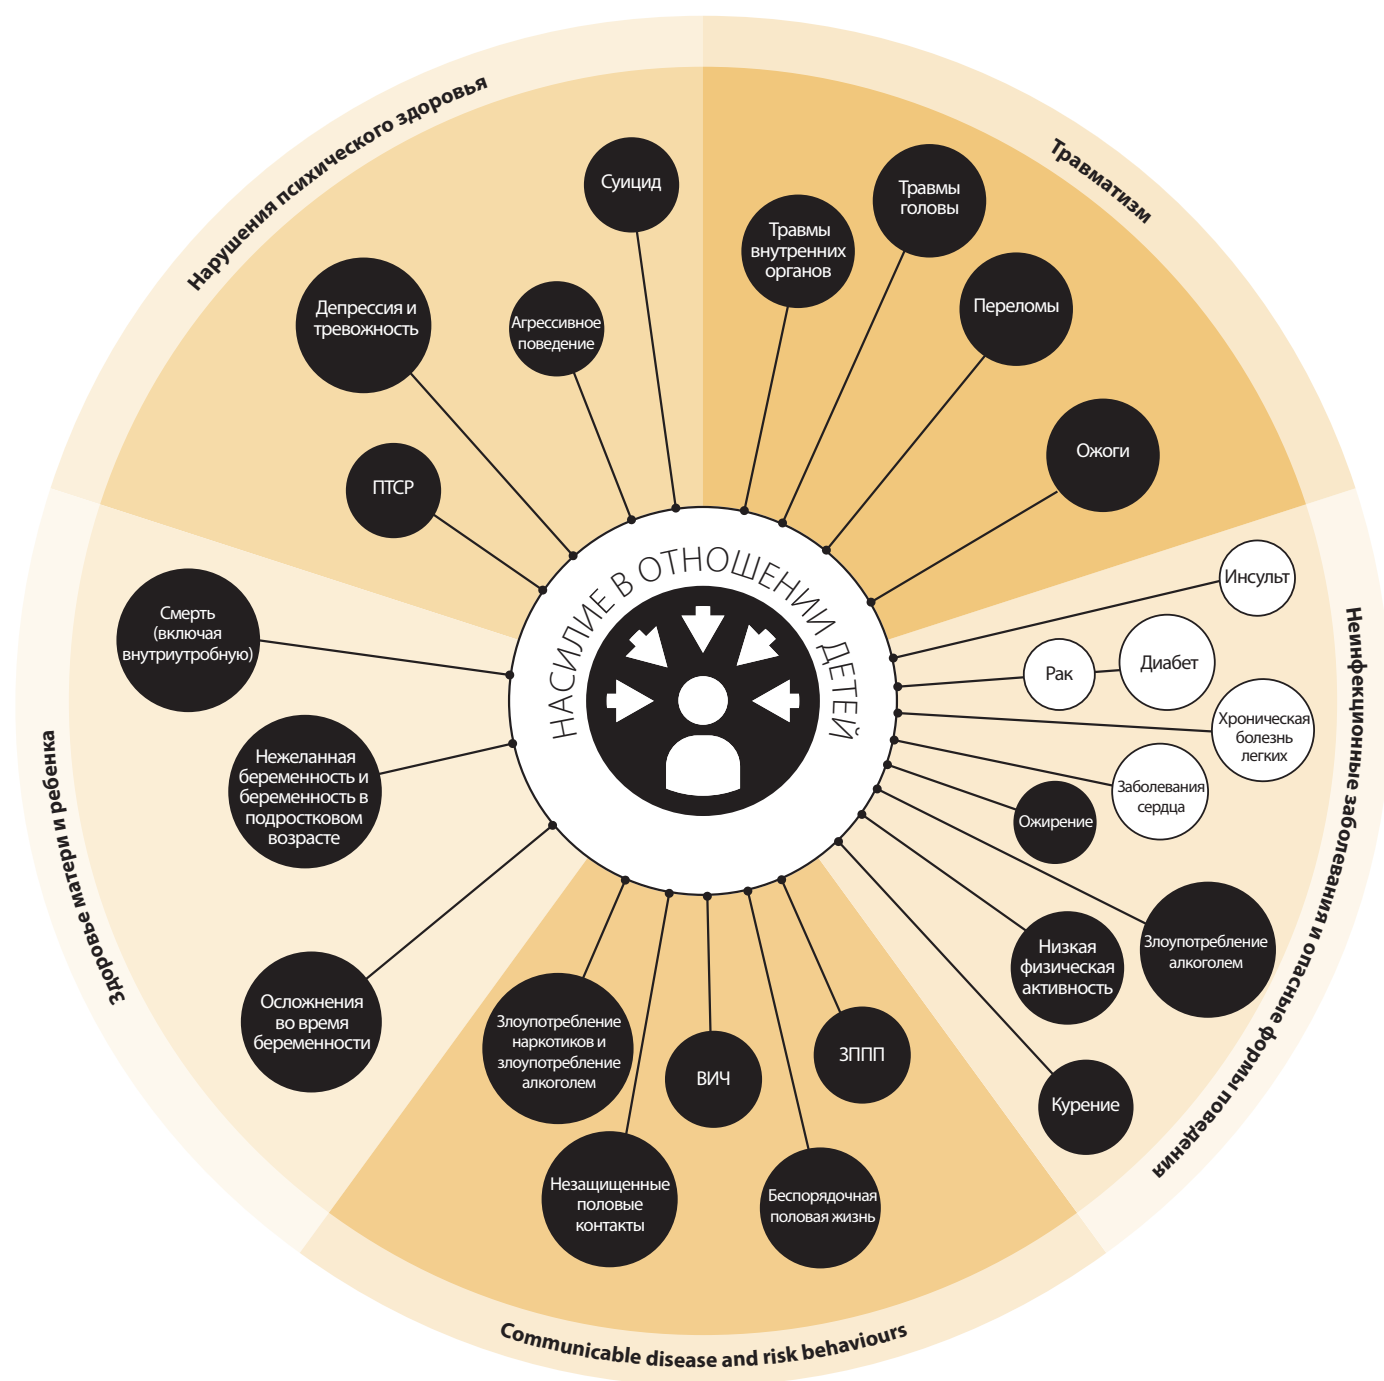 Нарушения психического здоровья
Травматизм
Суицид
Травмы
головы
Травмы
внутренних
органов
Переломы
Депрессия и
тревожность
Агрессивное
поведение
Ожоги
ПТСР
НАСИЛИЕ В ОТНОШЕНИИ ДЕТЕЙ
Инсульт
Рак
Диабет
Хроническая
болезнь
легких
Заболевания
сердца
Ожирение
Злоупотребление
алкоголем
Низкая
физическая
активность
Курение
Неинфекционные заболевания и опасные формы поведения
Смерть
(включая
внутриутробную)
Нежеланная
беременность и
беременность в
подростковом
возрасте
Осложнения
во время
беременности
Здоровье матери и ребенка
Злоупотребление
наркотиков и
злоупотребление
алкоголем
ВИЧ
ЗППП
Незащищенные
половые
контакты
Беспорядочная
половая жизнь
Communicable disease and risk behaviours